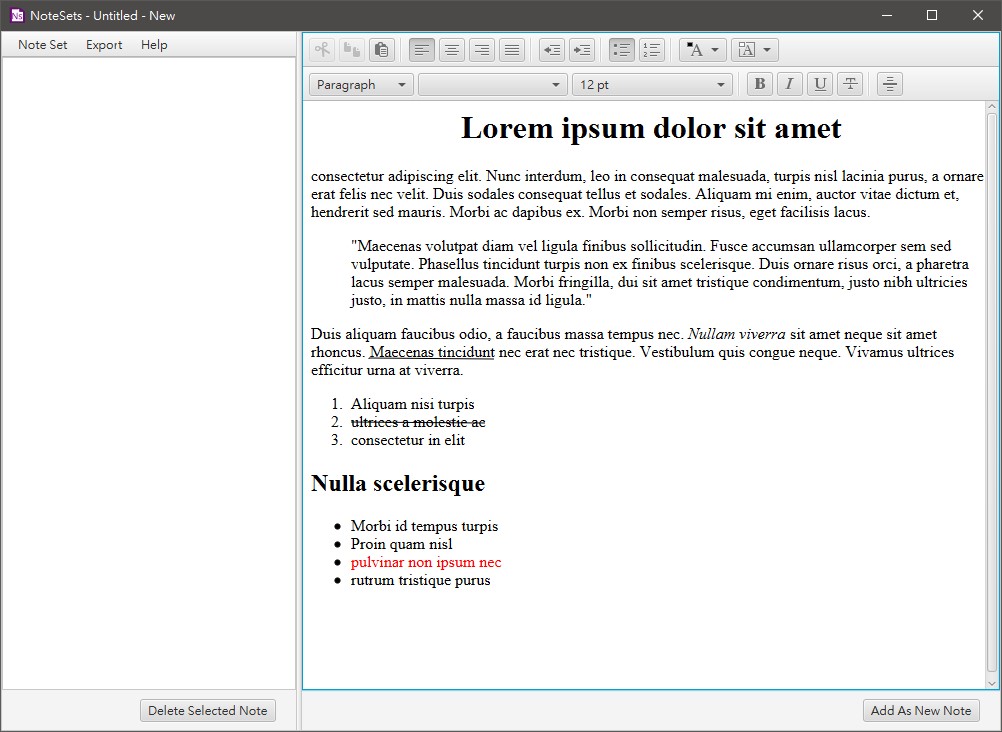 NoteSets - Untitled - New
Note Set Export Help
Paragraph 12 pt B I U T
Lorem ipsum dolor sit amet
consectetur adipiscing elit. Nunc interdum, leo in consequat malesuada, turpis nisl lacinia purus, a ornare
erat felis nec velit. Duis sodales consequat tellus et sodales. Aliquam mi enim, auctor vitae dictum et,
hendrerit sed mauris. Morbi ac dapibus ex. Morbi non semper risus, eget facilisis lacus.
"Maecenas volutpat diam vel ligula finibus sollicitudin. Fusce accumsan ullamcorper sem sed
vulputate. Phasellus tincidunt turpis non ex finibus scelerisque. Duis ornare risus orci, a pharetra
lacus semper malesuada. Morbi fringilla, dui sit amet tristique condimentum, justo nibh ultricies
justo, in mattis nulla massa id ligula."
Duis aliquam faucibus odio, a faucibus massa tempus nec. Nullam viverra sit amet neque sit amet
rhoncus. Maecenas tincidunt nec erat nec tristique. Vestibulum quis congue neque. Vivamus ultrices
efficitur urna at viverra.
1. Aliquam nisi turpis
2. ultrices a molestie ac
3. consectetur in elit
Nulla scelerisque
• Morbi id tempus turpis
• Proin quam nisl
• pulvinar non ipsum nec
• rutrum tristique purus
Delete Selected Note
Add As New Note